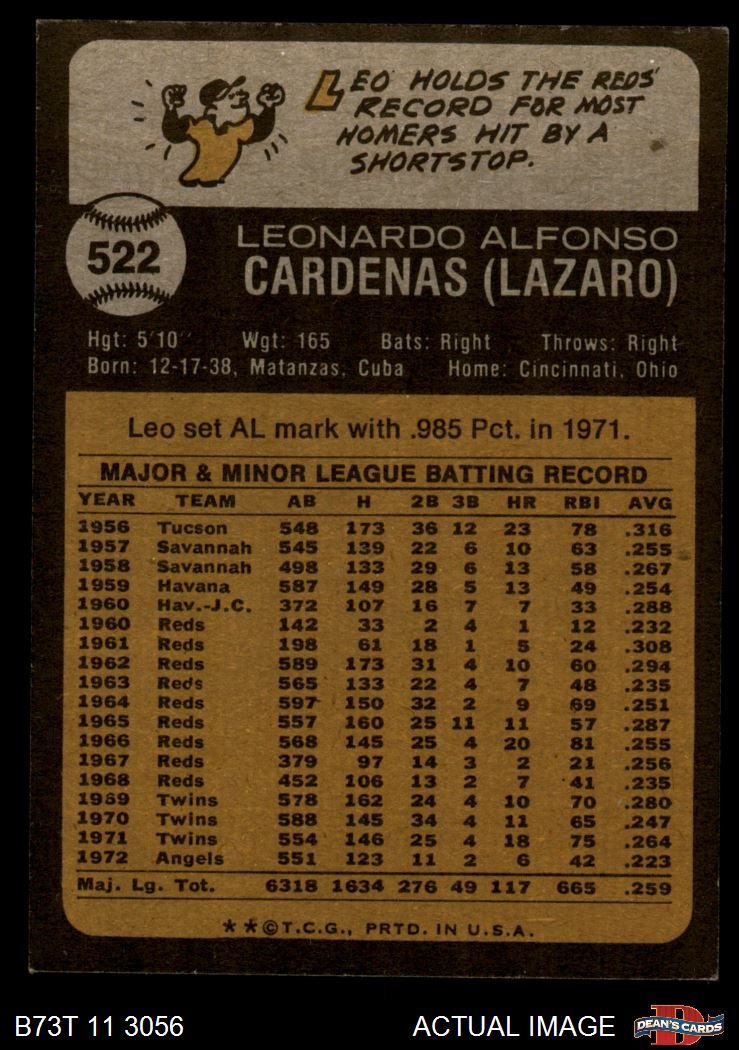 LEO HOLDS THE REDS'
RECORD FOR MOST
HOMERS HIT BY A
SHORTSTOP.
522
LEONARDO ALFONSO
CARDENAS (LAZARO)
Hgt: 5'10" Wgt: 165 Bats: Right Throws: Right
Born: 12-17-38, Matanzas, Cuba Home: Cincinnati, Ohio
Leo set AL mark with .985 Pct. in 1971.
MAJOR & MINOR LEAGUE BATTING RECORD
YEAR TEAM AB H 2B 3B HR RBI AVG
1956 Tucson 548 173 36 12 23 78 .316
1957 Savannah 545 139 22 6 10 63 .255
1958 Savannah 498 133 29 6 13 58 .267
1959 Havana 587 149 28 5 13 49 .254
1960 Hav.-J.C. 372 107 16 7 7 33 .288
1960 Reds 142 33 2 4 1 12 .232
1961 Reds 198 61 18 1 5 24 .308
1962 Reds 589 173 31 4 10 60 .294
1963 Reds 565 133 22 4 7 48 .235
1964 Reds 597 150 32 2 9 69 .251
1965 Reds 557 160 25 11 11 57 .287
1966 Reds 568 145 25 4 20 81 .255
1967 Reds 379 97 14 3 2 21 .256
1968 Reds 452 106 13 2 7 41 .235
1969 Twins 578 162 24 4 10 70 .280
1970 Twins 588 145 34 4 11 65 .247
1971 Twins 554 146 25 4 18 75 .264
1972 Angels 551 123 11 2 6 42 .223
Maj. Lg. Tot. 6318 1634 276 49 117 665 .259
**©T.C.G., PRTD. IN U.S.A.
B73T 11 3056 ACTUAL IMAGE DEAN'S CARDS